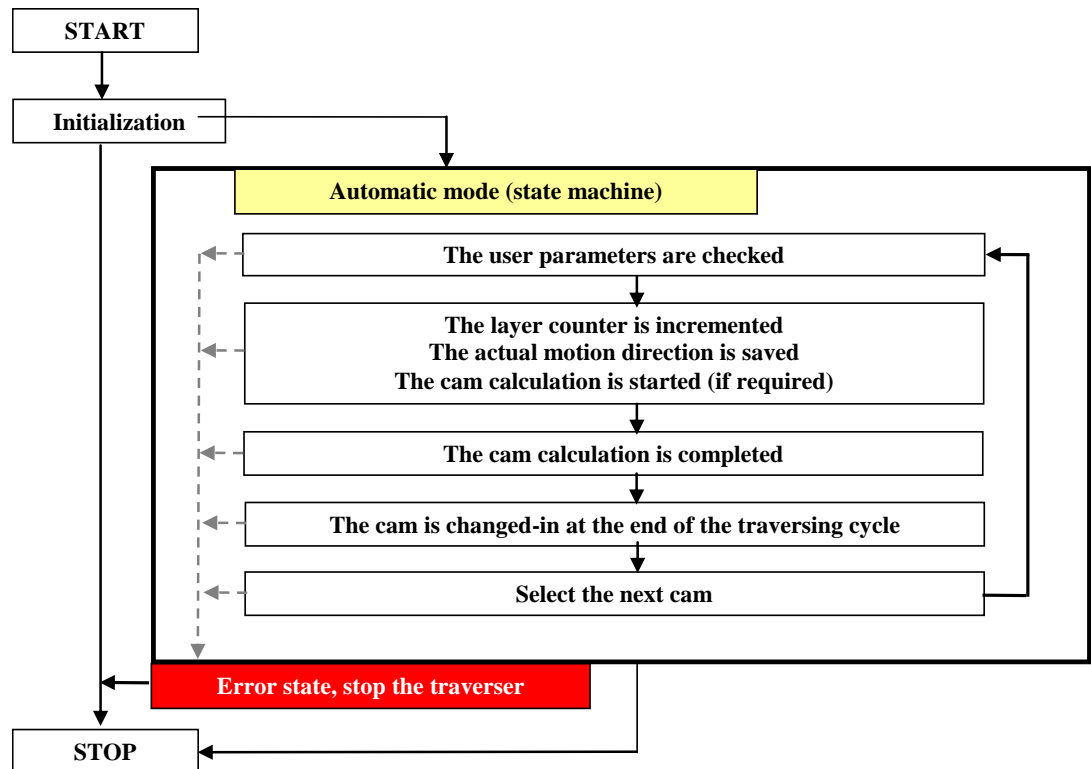 START
Initialization
Automatic mode (state machine)
The user parameters are checked
The layer counter is incremented
The actual motion direction is saved
The cam calculation is started (if required)
The cam calculation is completed
The cam is changed-in at the end of the traversing cycle
Select the next cam
Error state, stop the traverser
STOP